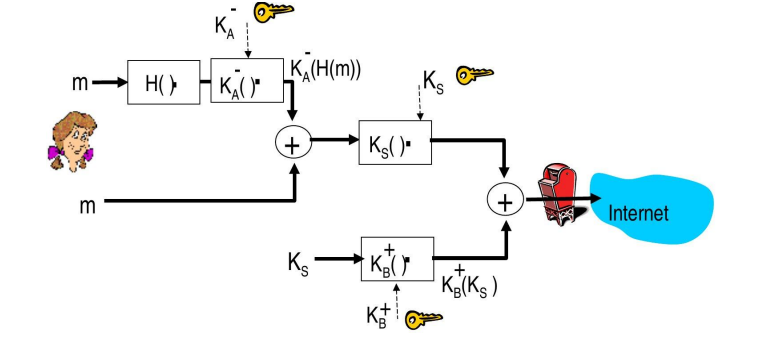 K_A^-
m H(·) K_A^-(·) K_A^-(H(m))
K_S
+ K_S(·)
m + Internet
K_S K_B^+(·) K_B^+(K_S)
K_B^+